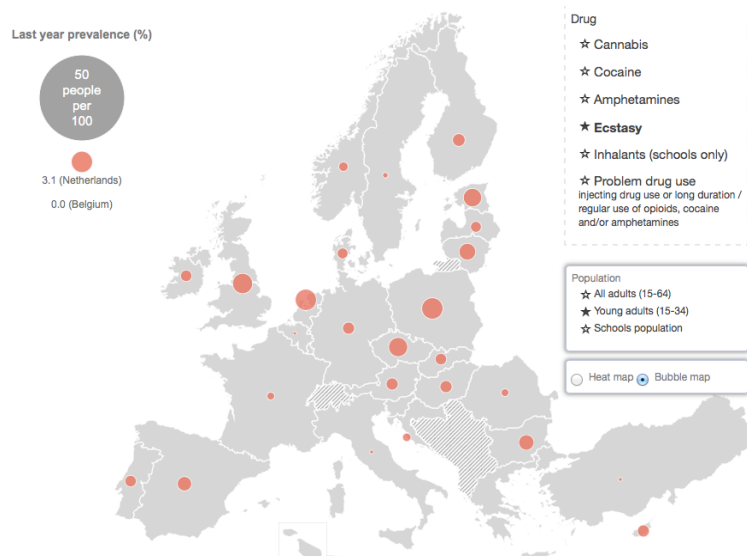 Last year prevalence (%)
50
people
per
100
3.1 (Netherlands)
0.0 (Belgium)
Drug
☆ Cannabis
☆ Cocaine
☆ Amphetamines
★ Ecstasy
☆ Inhalants (schools only)
☆ Problem drug use
injecting drug use or long duration /
regular use of opioids, cocaine
and/or amphetamines
Population
☆ All adults (15-64)
★ Young adults (15-34)
☆ Schools population
Heat map Bubble map